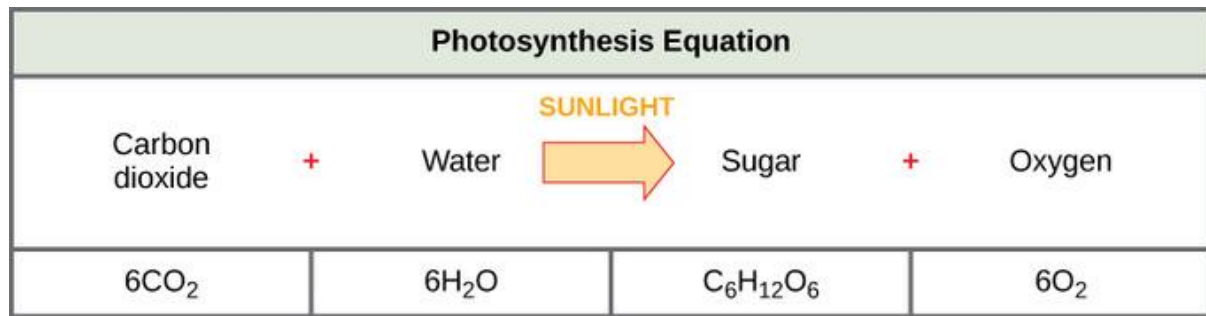 Photosynthesis Equation
SUNLIGHT
Carbon
dioxide + Water Sugar + Oxygen
6CO₂ 6H₂O C₆H₁₂O₆ 6O₂